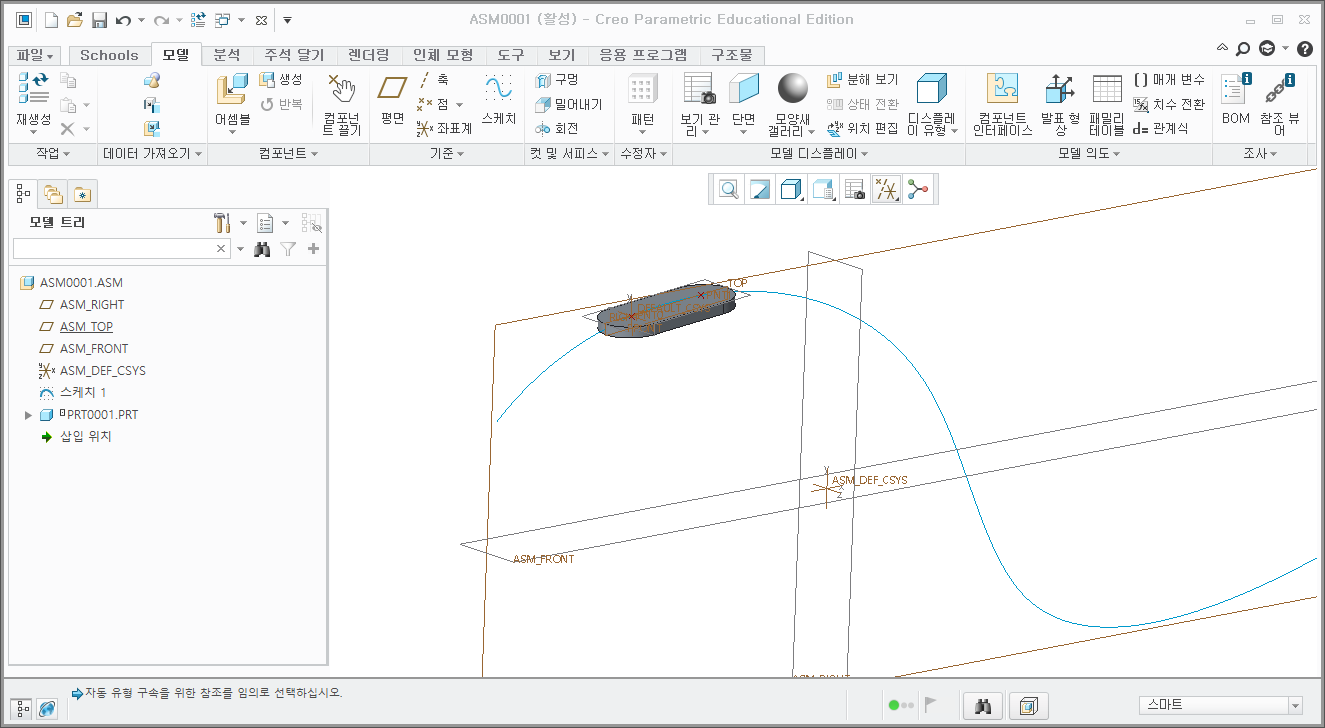 ASM0001 (활성) - Creo Parametric Educational Edition
파일 Schools 모델 분석 주석 달기 렌더링 인체 모형 도구 보기 응용 프로그램 구조물
재생성
어셈블
생성
반복
컴포넌트 끌기
평면
축
점
좌표계
스케치
구멍
밀어내기
회전
패턴
보기 관리
단면
모양새 갤러리
분해 보기
상태 전환
위치 편집
디스플레이 유형
컴포넌트 인터페이스
발표 형상
패밀리 테이블
매개 변수
치수 전환
d= 관계식
BOM
참조 뷰어
작업 데이터 가져오기 컴포넌트 기준 컷 및 서피스 수정자 모델 디스플레이 모델 의도 조사
모델 트리
ASM0001.ASM
ASM_RIGHT
ASM_TOP
ASM_FRONT
ASM_DEF_CSYS
스케치 1
PRT0001.PRT
삽입 위치
TOP
Y
ASM_DEF_CSYS
X
Z
ASM_FRONT
ASM_RIGHT
자동 유형 구속을 위한 참조를 임의로 선택하십시오.
스마트